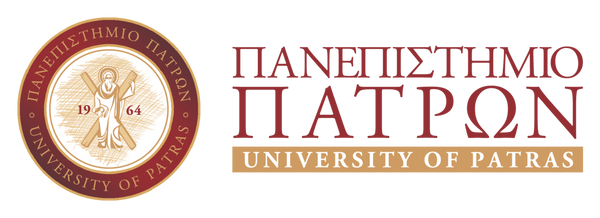 ΠΑΝΕΠΙΣΤΗΜΙΟ ΠΑΤΡΩΝ
19 64
UNIVERSITY OF PATRAS
ΠΑΝΕΠΙΣΤΗΜΙΟ
ΠΑΤΡΩΝ
UNIVERSITY OF PATRAS